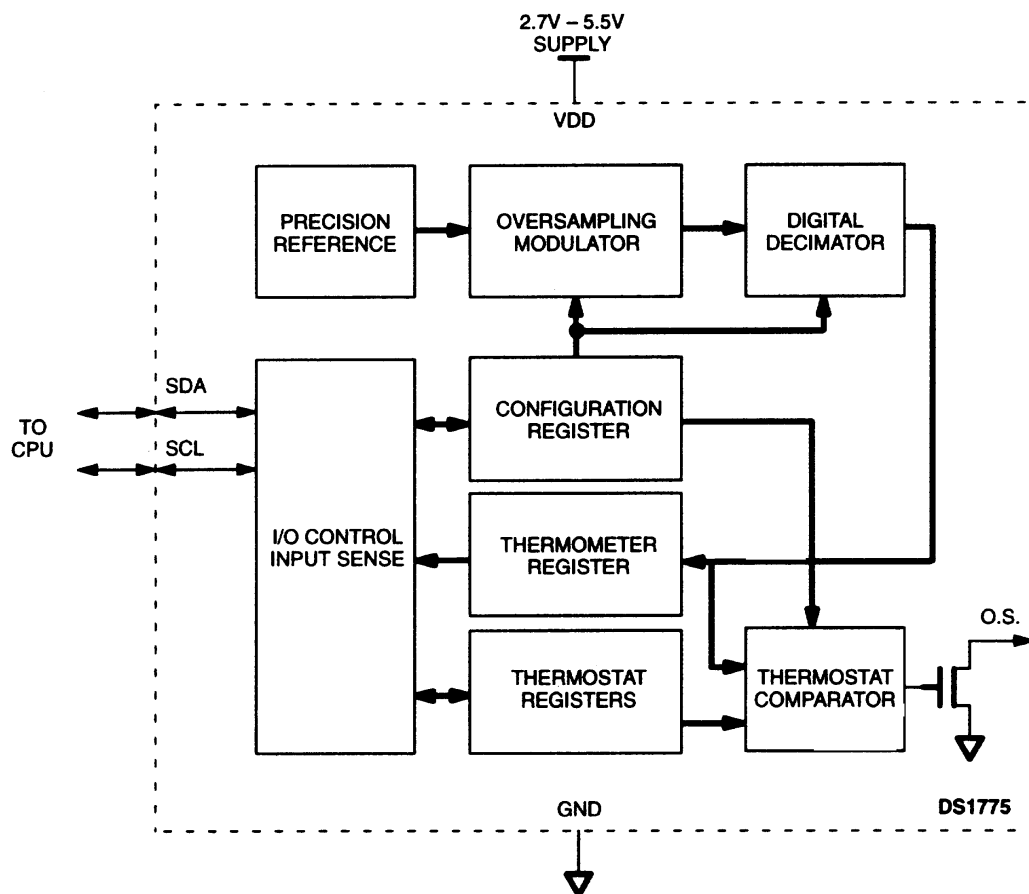 2.7V – 5.5V
SUPPLY
VDD
PRECISION
REFERENCE
OVERSAMPLING
MODULATOR
DIGITAL
DECIMATOR
SDA
TO
CPU
SCL
CONFIGURATION
REGISTER
I/O CONTROL
INPUT SENSE
THERMOMETER
REGISTER
O.S.
THERMOSTAT
REGISTERS
THERMOSTAT
COMPARATOR
GND
DS1775